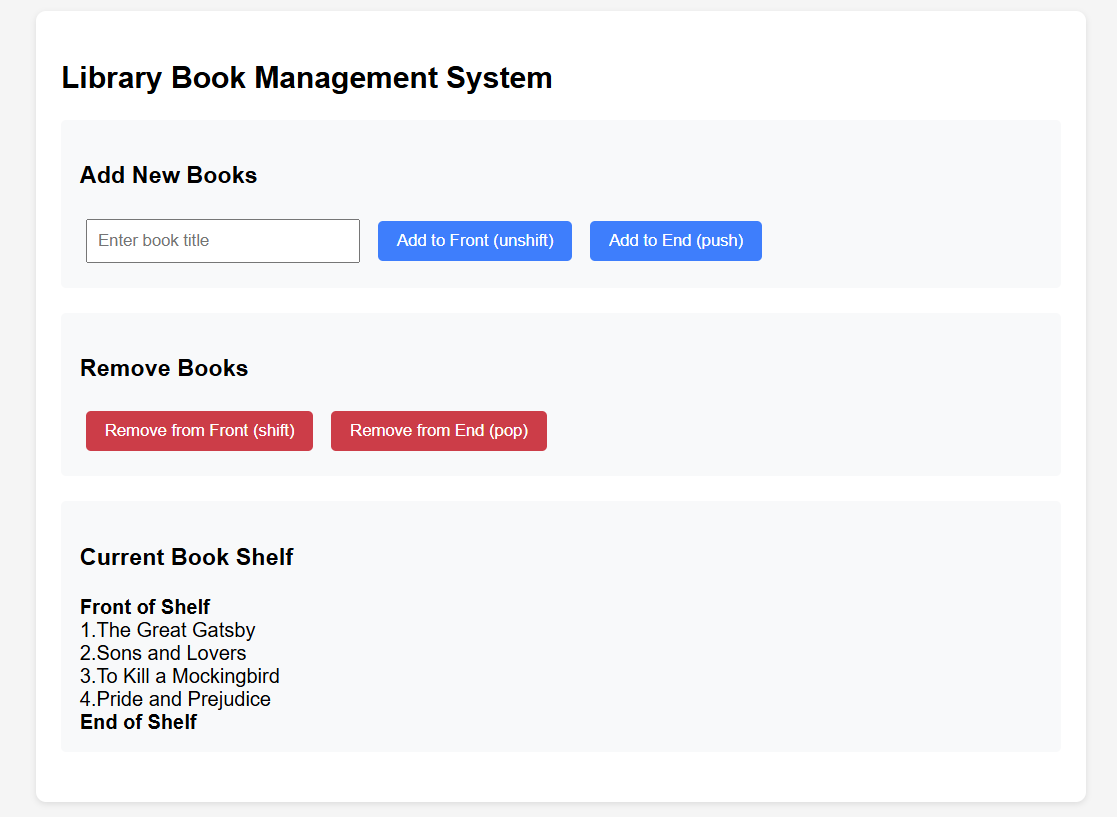 Library Book Management System
Add New Books
Enter book title
Add to Front (unshift)
Add to End (push)
Remove Books
Remove from Front (shift)
Remove from End (pop)
Current Book Shelf
Front of Shelf
1.The Great Gatsby
2.Sons and Lovers
3.To Kill a Mockingbird
4.Pride and Prejudice
End of Shelf